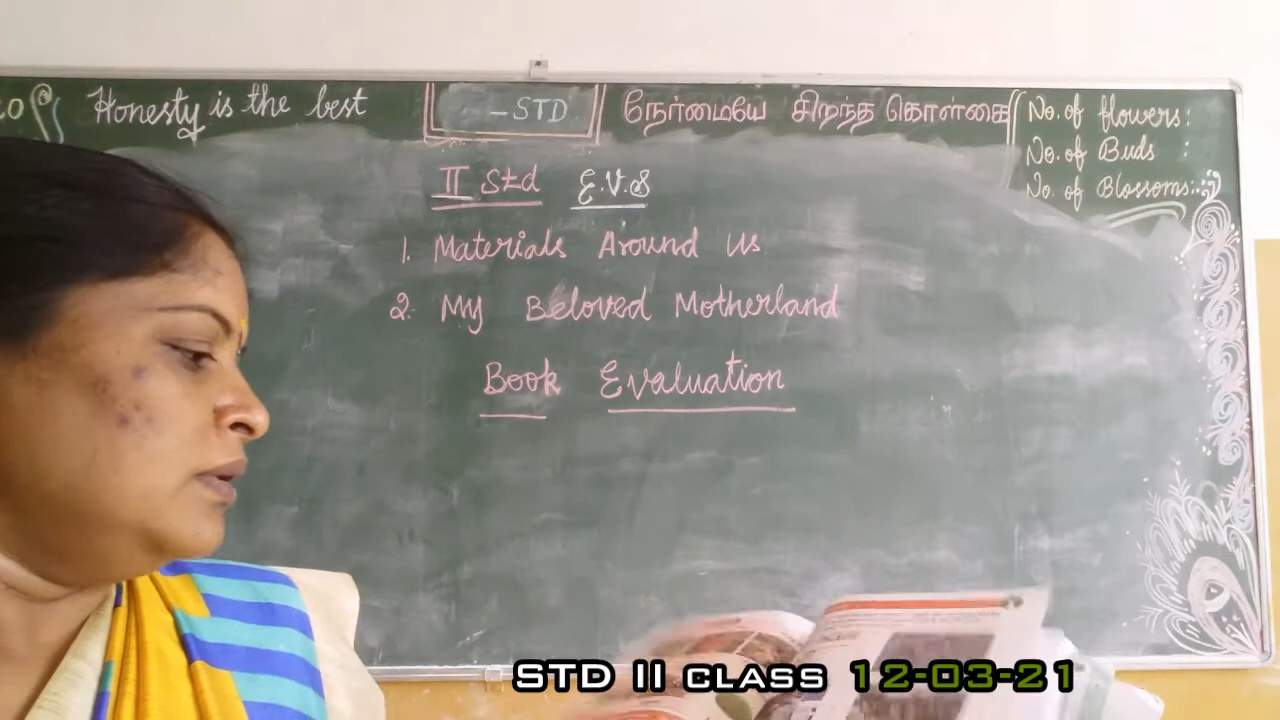 Honesty is the best
– STD
நேர்மையே சிறந்த கொள்கை
No. of flowers:
No. of Buds :
No. of Blossoms:
II Std E.V.S
1. Materials Around us
2. My Beloved Motherland
Book Evaluation
STD II CLASS 12-03-21